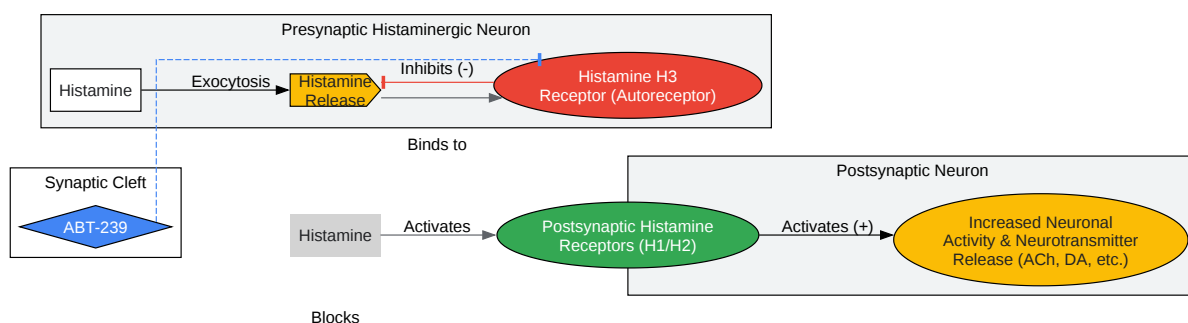 Presynaptic Histaminergic Neuron
Histamine
Exocytosis
Histamine
Release
Inhibits (-)
Histamine H3
Receptor (Autoreceptor)
Binds to
Synaptic Cleft
ABT-239
Postsynaptic Neuron
Histamine
Activates
Postsynaptic Histamine
Receptors (H1/H2)
Activates (+)
Increased Neuronal
Activity & Neurotransmitter
Release (ACh, DA, etc.)
Blocks